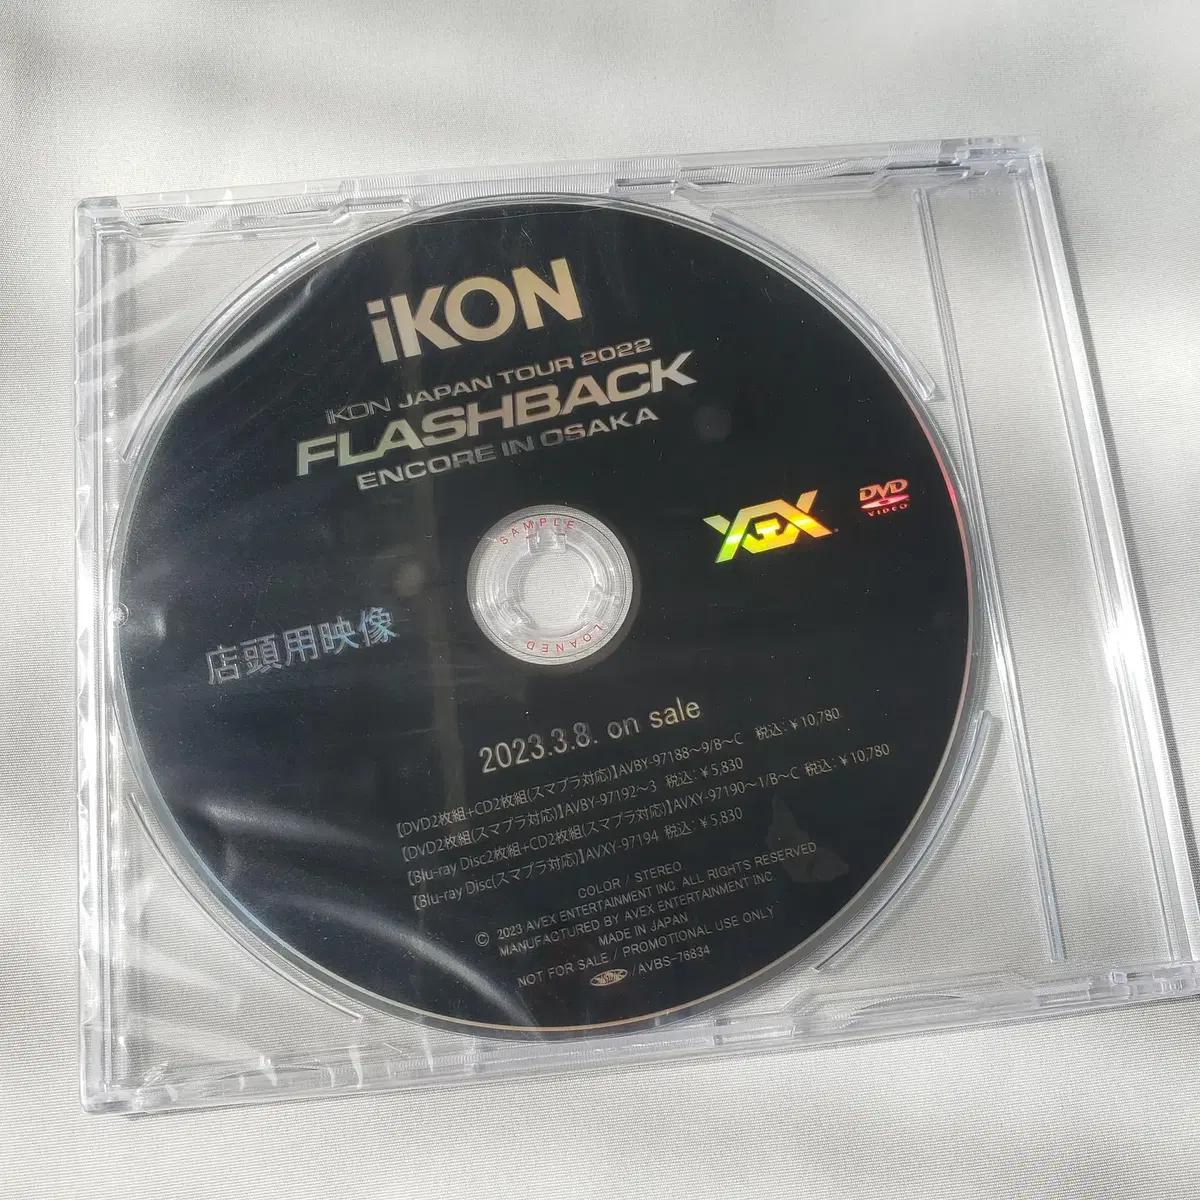 iKON
iKON JAPAN TOUR 2022
FLASHBACK
ENCORE IN OSAKA
YGEX
DVD
VIDEO
SAMPLE
LOANED
店頭用映像
2023.3.8. on sale
【DVD2枚組+CD2枚組(スマプラ対応)】AVBY-97188～9/B～C 税込:￥10,780
【DVD2枚組(スマプラ対応)】AVBY-97192～3 税込:￥5,830
【Blu-ray Disc2枚組+CD2枚組(スマプラ対応)】AVXY-97190～1/B～C 税込:￥10,780
【Blu-ray Disc(スマプラ対応)】AVXY-97194 税込:￥5,830
COLOR / STEREO
© 2023 AVEX ENTERTAINMENT INC. ALL RIGHTS RESERVED
MANUFACTURED BY AVEX ENTERTAINMENT INC.
MADE IN JAPAN
NOT FOR SALE / PROMOTIONAL USE ONLY
/AVBS-76834